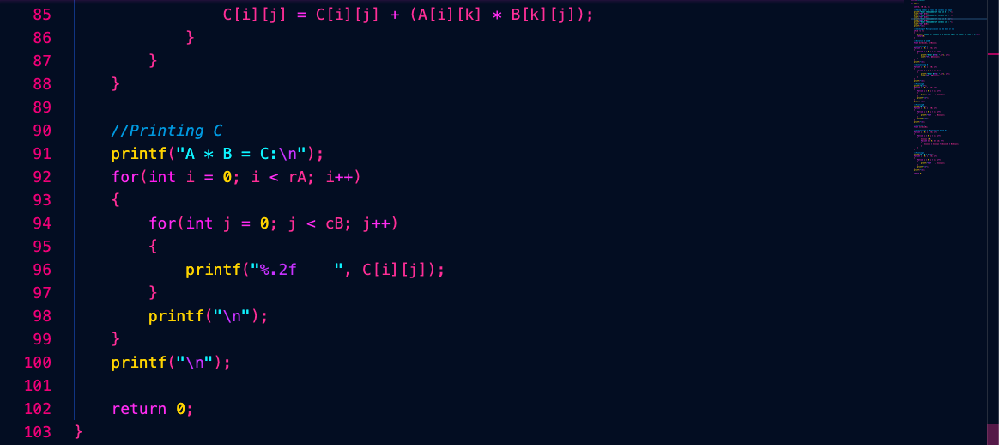 85                C[i][j] = C[i][j] + (A[i][k] * B[k][j]);
86            }
87        }
88    }
89
90    //Printing C
91    printf("A * B = C:\n");
92    for(int i = 0; i < rA; i++)
93    {
94        for(int j = 0; j < cB; j++)
95        {
96            printf("%.2f    ", C[i][j]);
97        }
98        printf("\n");
99    }
100    printf("\n");
101
102    return 0;
103 }